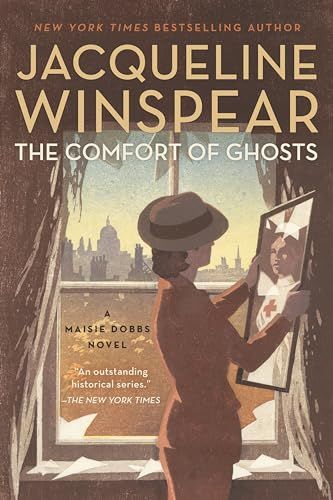 NEW YORK TIMES BESTSELLING AUTHOR
JACQUELINE
WINSPEAR
THE COMFORT OF GHOSTS
A
MAISIE DOBBS
NOVEL
"An outstanding
historical series."
–THE NEW YORK TIMES